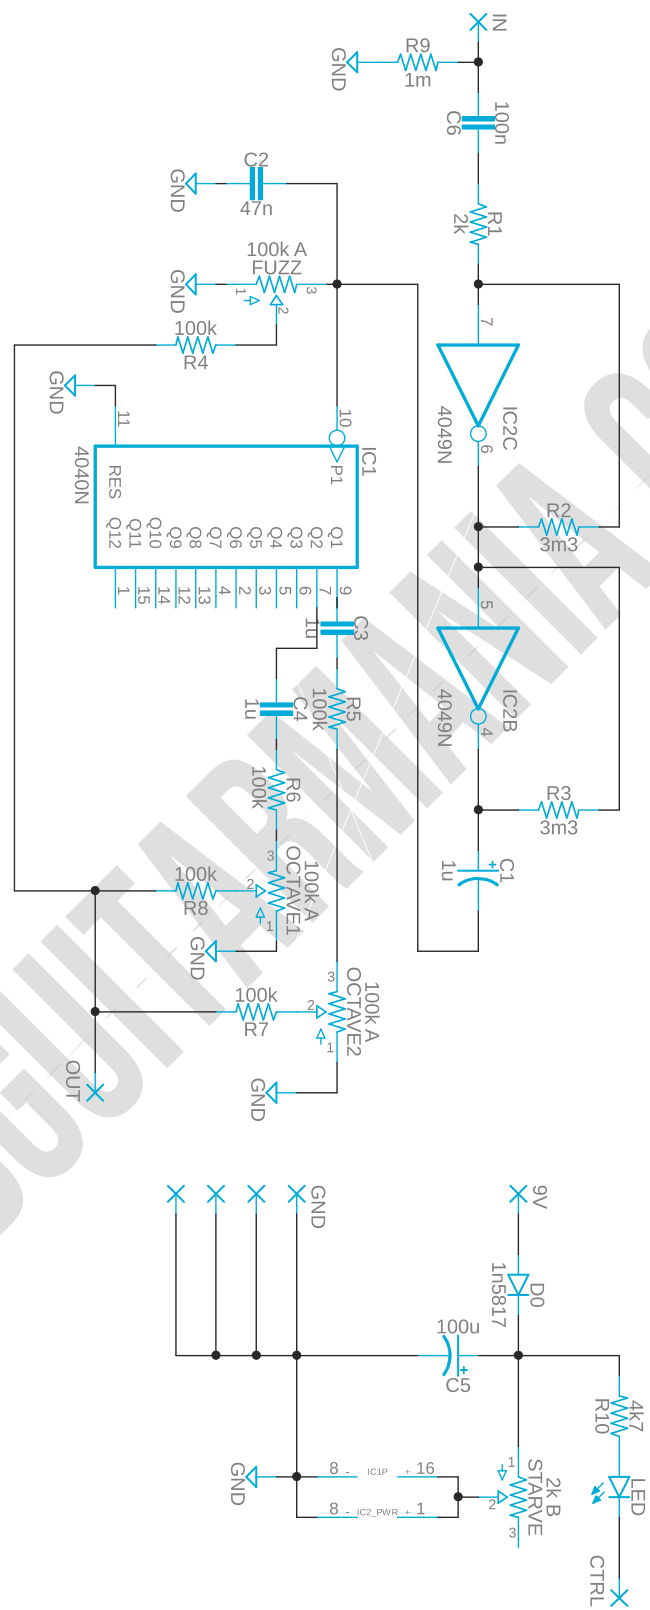 IN
R9
GND
1m
100n
C6
C2
GND
47n
R1
2k
100k A
FUZZ
GND
1
3
2
100k
R4
7
GND
11
10
IC2C
4049N
6
4040N
IC1
RES
P1
R2
3m3
Q12 Q11 Q10 Q9 Q8 Q7 Q6 Q5 Q4 Q3 Q2 Q1
1 15 14 12 13 4 2 3 5 6 7 9
5
C3
1u
C4
1u
R5
100k
IC2B
4049N
4
R6
100k
R3
3m3
3
100k A
OCTAVE1
2
1
100k
R8
C1
+
1u
GND
3
100k A
OCTAVE2
2
1
100k
R7
OUT
GND
GND
9V
D0
1n5817
100u
+
C5
4k7
R10
1
2k B
STARVE
2
3
8 - IC1P + 16
GND
8 - IC2_PWR + 1
LED
CTRL
GUITARMANIA